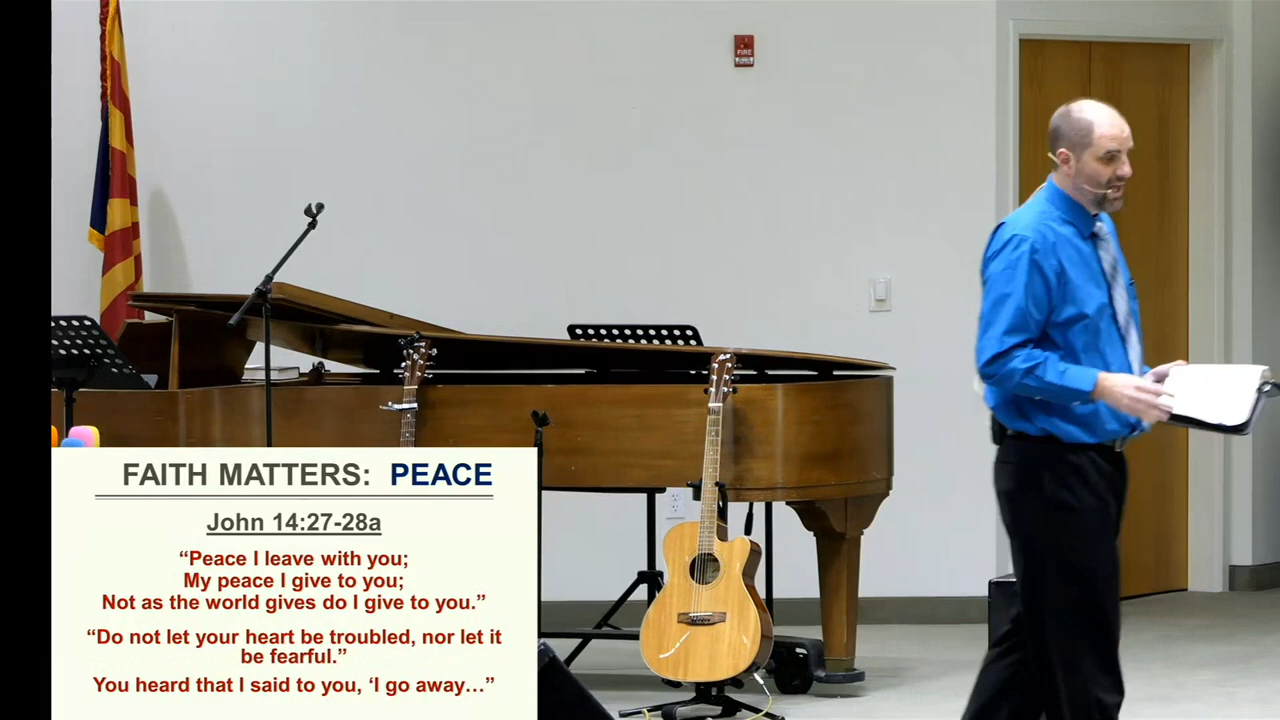 FIRE
FAITH MATTERS: PEACE
John 14:27-28a
“Peace I leave with you;
My peace I give to you;
Not as the world gives do I give to you.”
“Do not let your heart be troubled, nor let it
be fearful.”
You heard that I said to you, ‘I go away…”